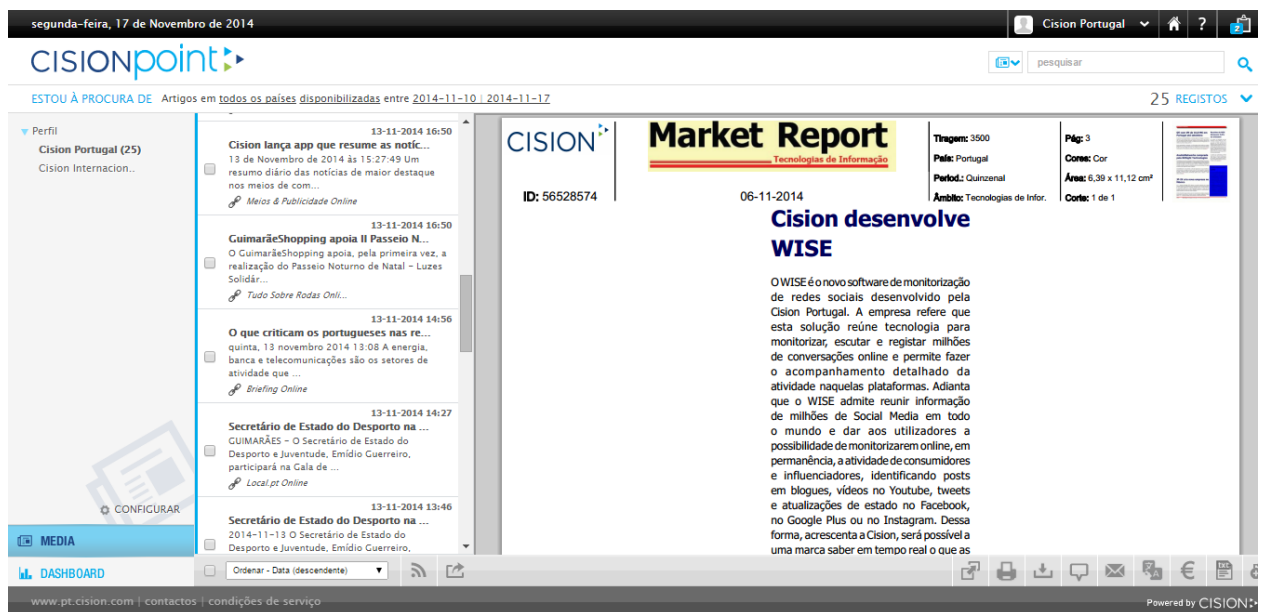 segunda-feira, 17 de Novembro de 2014
Cision Portugal
?
2
CISIONpoint
pesquisar
ESTOU À PROCURA DE Artigos em todos os países disponibilizadas entre 2014-11-10 | 2014-11-17
25 REGISTOS
Perfil
Cision Portugal (25)
Cision Internacion..
CONFIGURAR
MEDIA
DASHBOARD
13-11-2014 16:50
Cision lança app que resume as notíc...
13 de Novembro de 2014 às 15:27:49 Um
resumo diário das notícias de maior destaque
nos meios de com...
Meios & Publicidade Online
13-11-2014 16:50
GuimarãeShopping apoia II Passeio N...
O GuimarãeShopping apoia, pela primeira vez, a
realização do Passeio Noturno de Natal - Luzes
Solidár...
Tudo Sobre Rodas Onli...
13-11-2014 14:56
O que criticam os portugueses nas re...
quinta, 13 novembro 2014 13:08 A energia,
banca e telecomunicações são os setores de
atividade que ...
Briefing Online
13-11-2014 14:27
Secretário de Estado do Desporto na ...
GUIMARÃES - O Secretário de Estado do
Desporto e Juventude, Emídio Guerreiro,
participará na Gala de ...
Local.pt Online
13-11-2014 13:46
Secretário de Estado do Desporto na ...
2014-11-13 O Secretário de Estado do
Desporto e Juventude, Emídio Guerreiro,
Ordenar - Data (descendente)
CISION
ID: 56528574
Market Report
Tecnologias de Informação
06-11-2014
Tiragem: 3500
País: Portugal
Period.: Quinzenal
Âmbito: Tecnologias de Infor.
Pág: 3
Cores: Cor
Área: 6,39 x 11,12 cm²
Corte: 1 de 1
Cision desenvolve
WISE
O WISE é o novo software de monitorização
de redes sociais desenvolvido pela
Cision Portugal. A empresa refere que
esta solução reúne tecnologia para
monitorizar, escutar e registar milhões
de conversações online e permite fazer
o acompanhamento detalhado da
atividade naquelas plataformas. Adianta
que o WISE admite reunir informação
de milhões de Social Media em todo
o mundo e dar aos utilizadores a
possibilidade de monitorizarem online, em
permanência, a atividade de consumidores
e influenciadores, identificando posts
em blogues, vídeos no Youtube, tweets
e atualizações de estado no Facebook,
no Google Plus ou no Instagram. Dessa
forma, acrescenta a Cision, será possível a
uma marca saber em tempo real o que as
€
www.pt.cision.com | contactos | condições de serviço
Powered by CISION